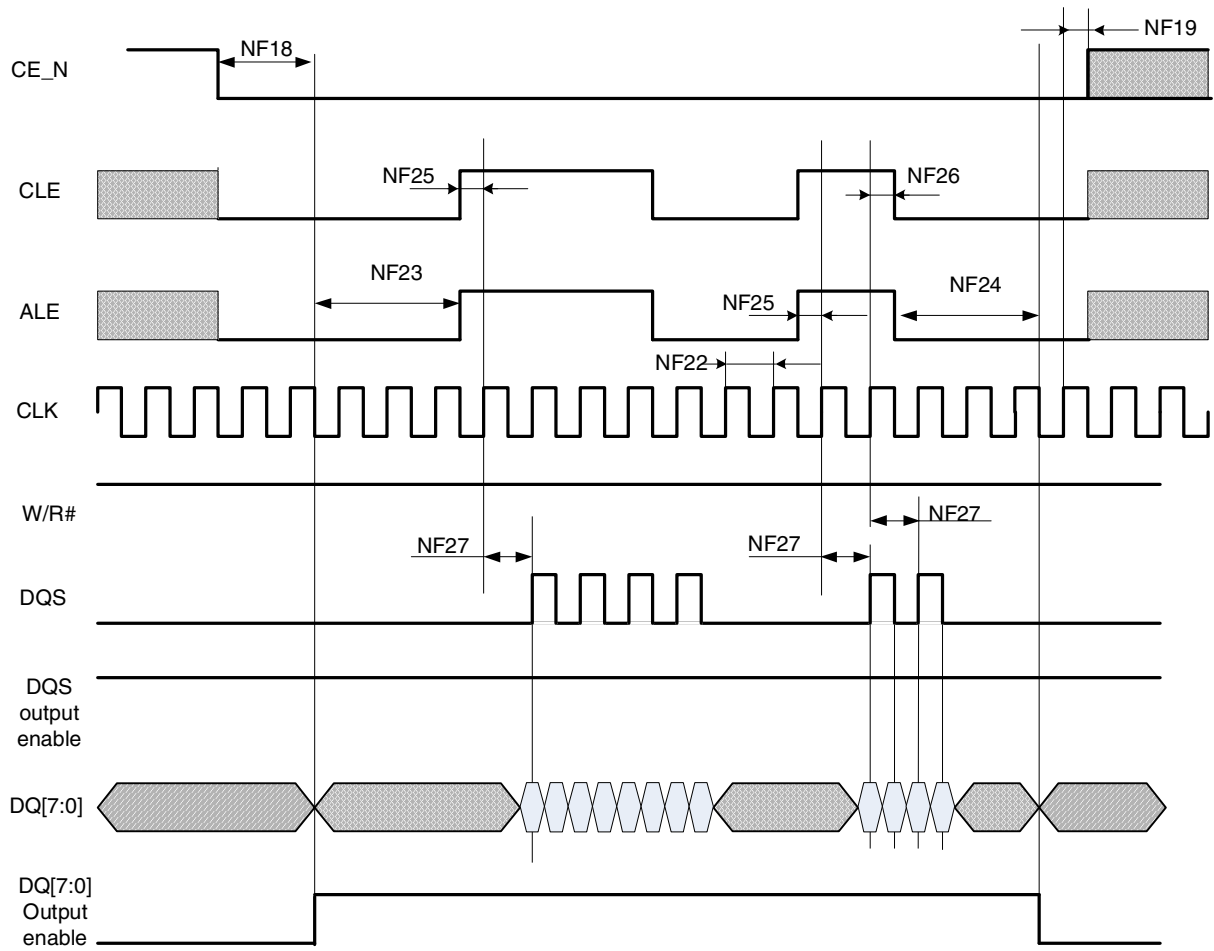 NF19
NF18
CE_N
NF25
NF26
CLE
NF23
NF24
NF25
ALE
NF22
CLK
W/R#
NF27
NF27
NF27
DQS
DQS
output
enable
DQ[7:0]
DQ[7:0]
Output
enable